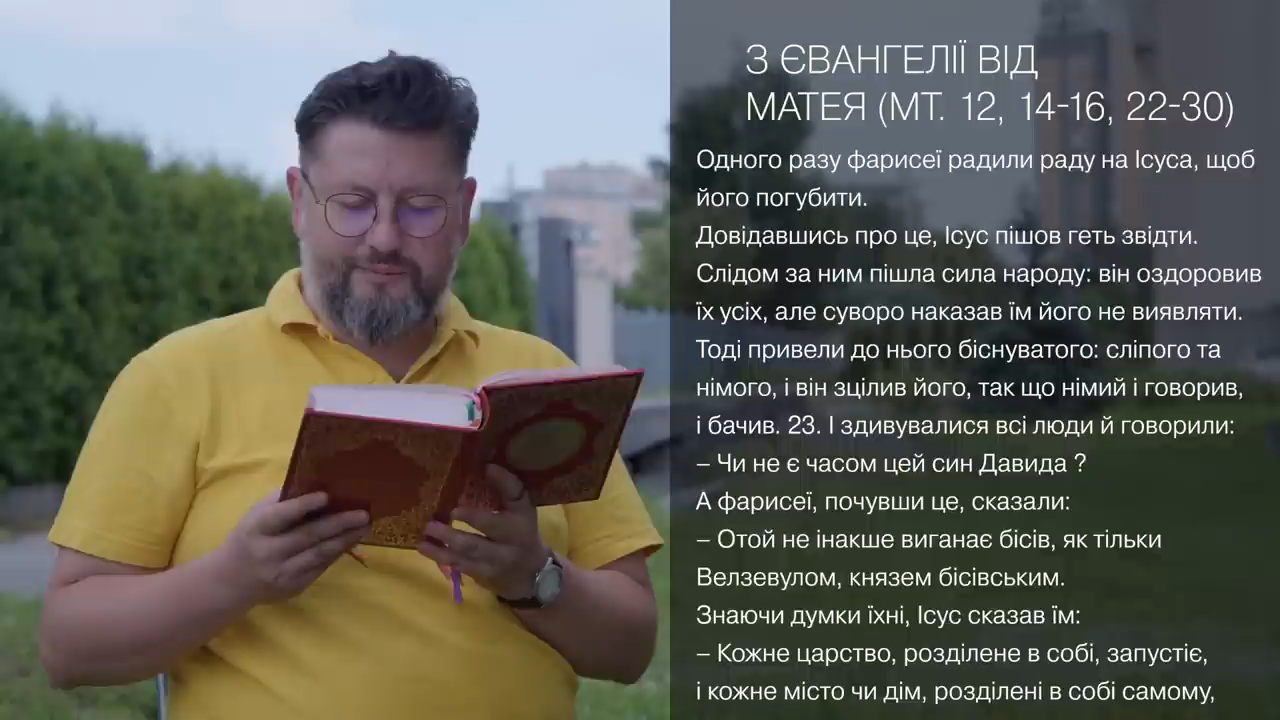 З ЄВАНГЕЛІЇ ВІД
МАТЕЯ (МТ. 12, 14-16, 22-30)
Одного разу фарисеї радили раду на Ісуса, щоб
його погубити.
Довідавшись про це, Ісус пішов геть звідти.
Слідом за ним пішла сила народу: він оздоровив
їх усіх, але суворо наказав їм його не виявляти.
Тоді привели до нього біснуватого: сліпого та
німого, і він зцілив його, так що німий і говорив,
і бачив. 23. І здивувалися всі люди й говорили:
– Чи не є часом цей син Давида ?
А фарисеї, почувши це, сказали:
– Отой не інакше виганає бісів, як тільки
Велзевулом, князем бісівським.
Знаючи думки їхні, Ісус сказав їм:
– Кожне царство, розділене в собі, запустіє,
і кожне місто чи дім, розділені в собі самому,